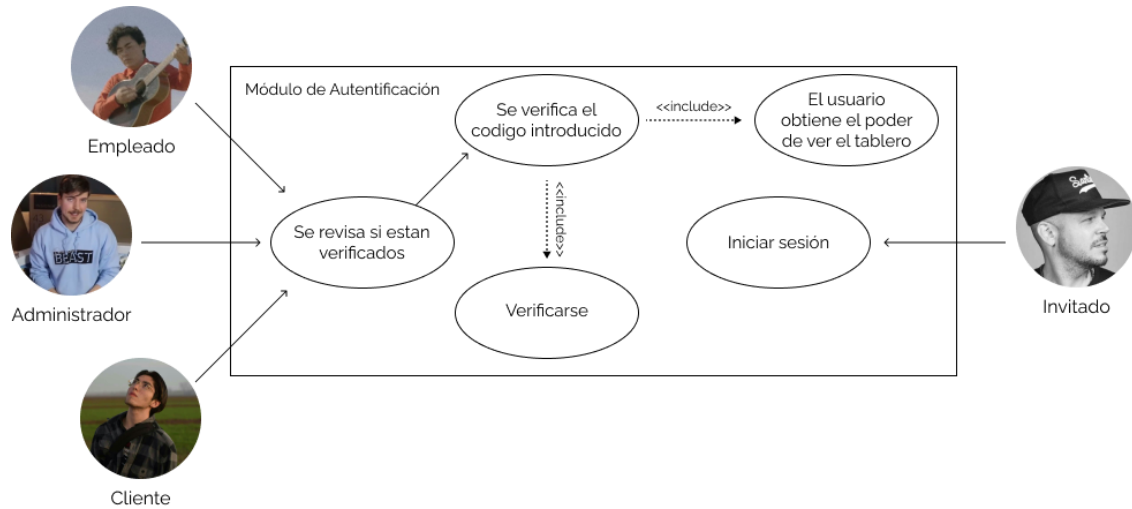 Módulo de Autentificación
Empleado
Administrador
Cliente
Se revisa si estan
verificados
Se verifica el
codigo introducido
<<include>>
El usuario
obtiene el poder
de ver el tablero
<<include>>
Verificarse
Iniciar sesión
Invitado
BEAST